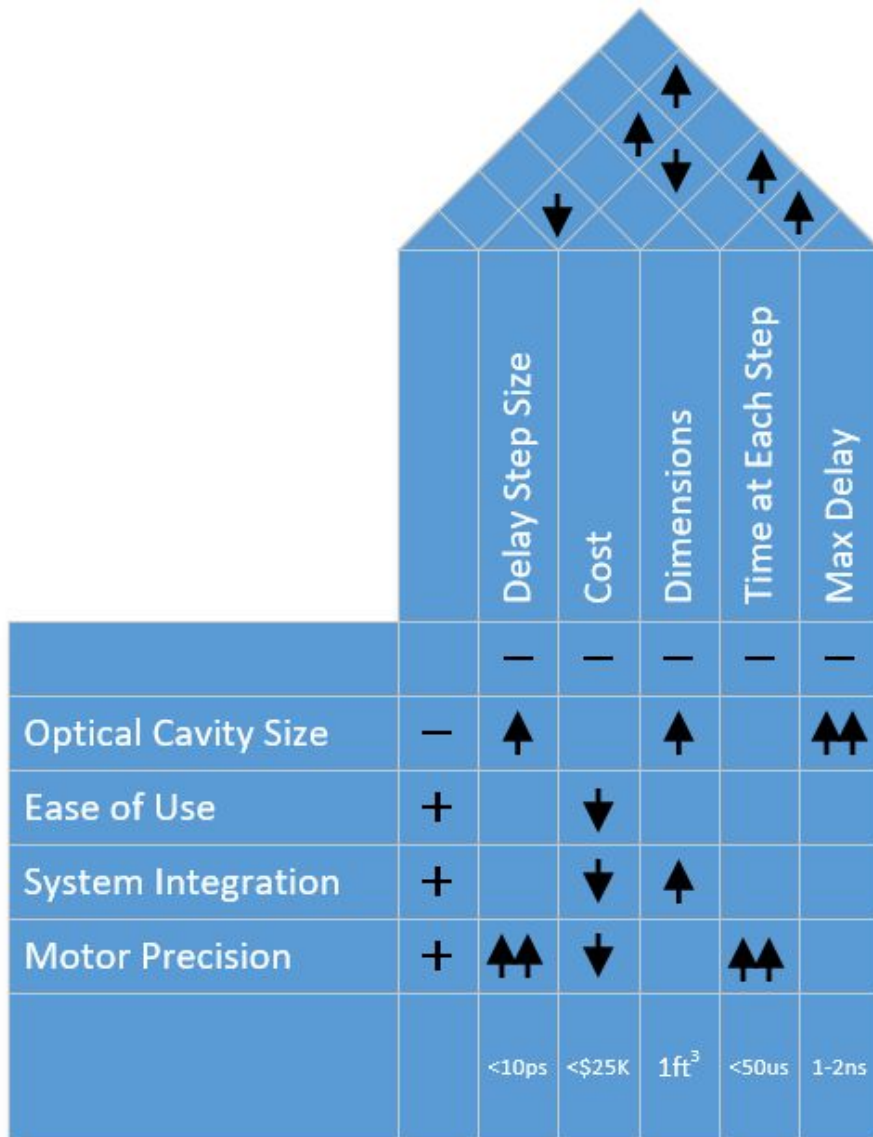 Delay Step Size
Cost
Dimensions
Time at Each Step
Max Delay
− − − − −
Optical Cavity Size −
Ease of Use +
System Integration +
Motor Precision +
<10ps <$25K 1ft³ <50us 1-2ns